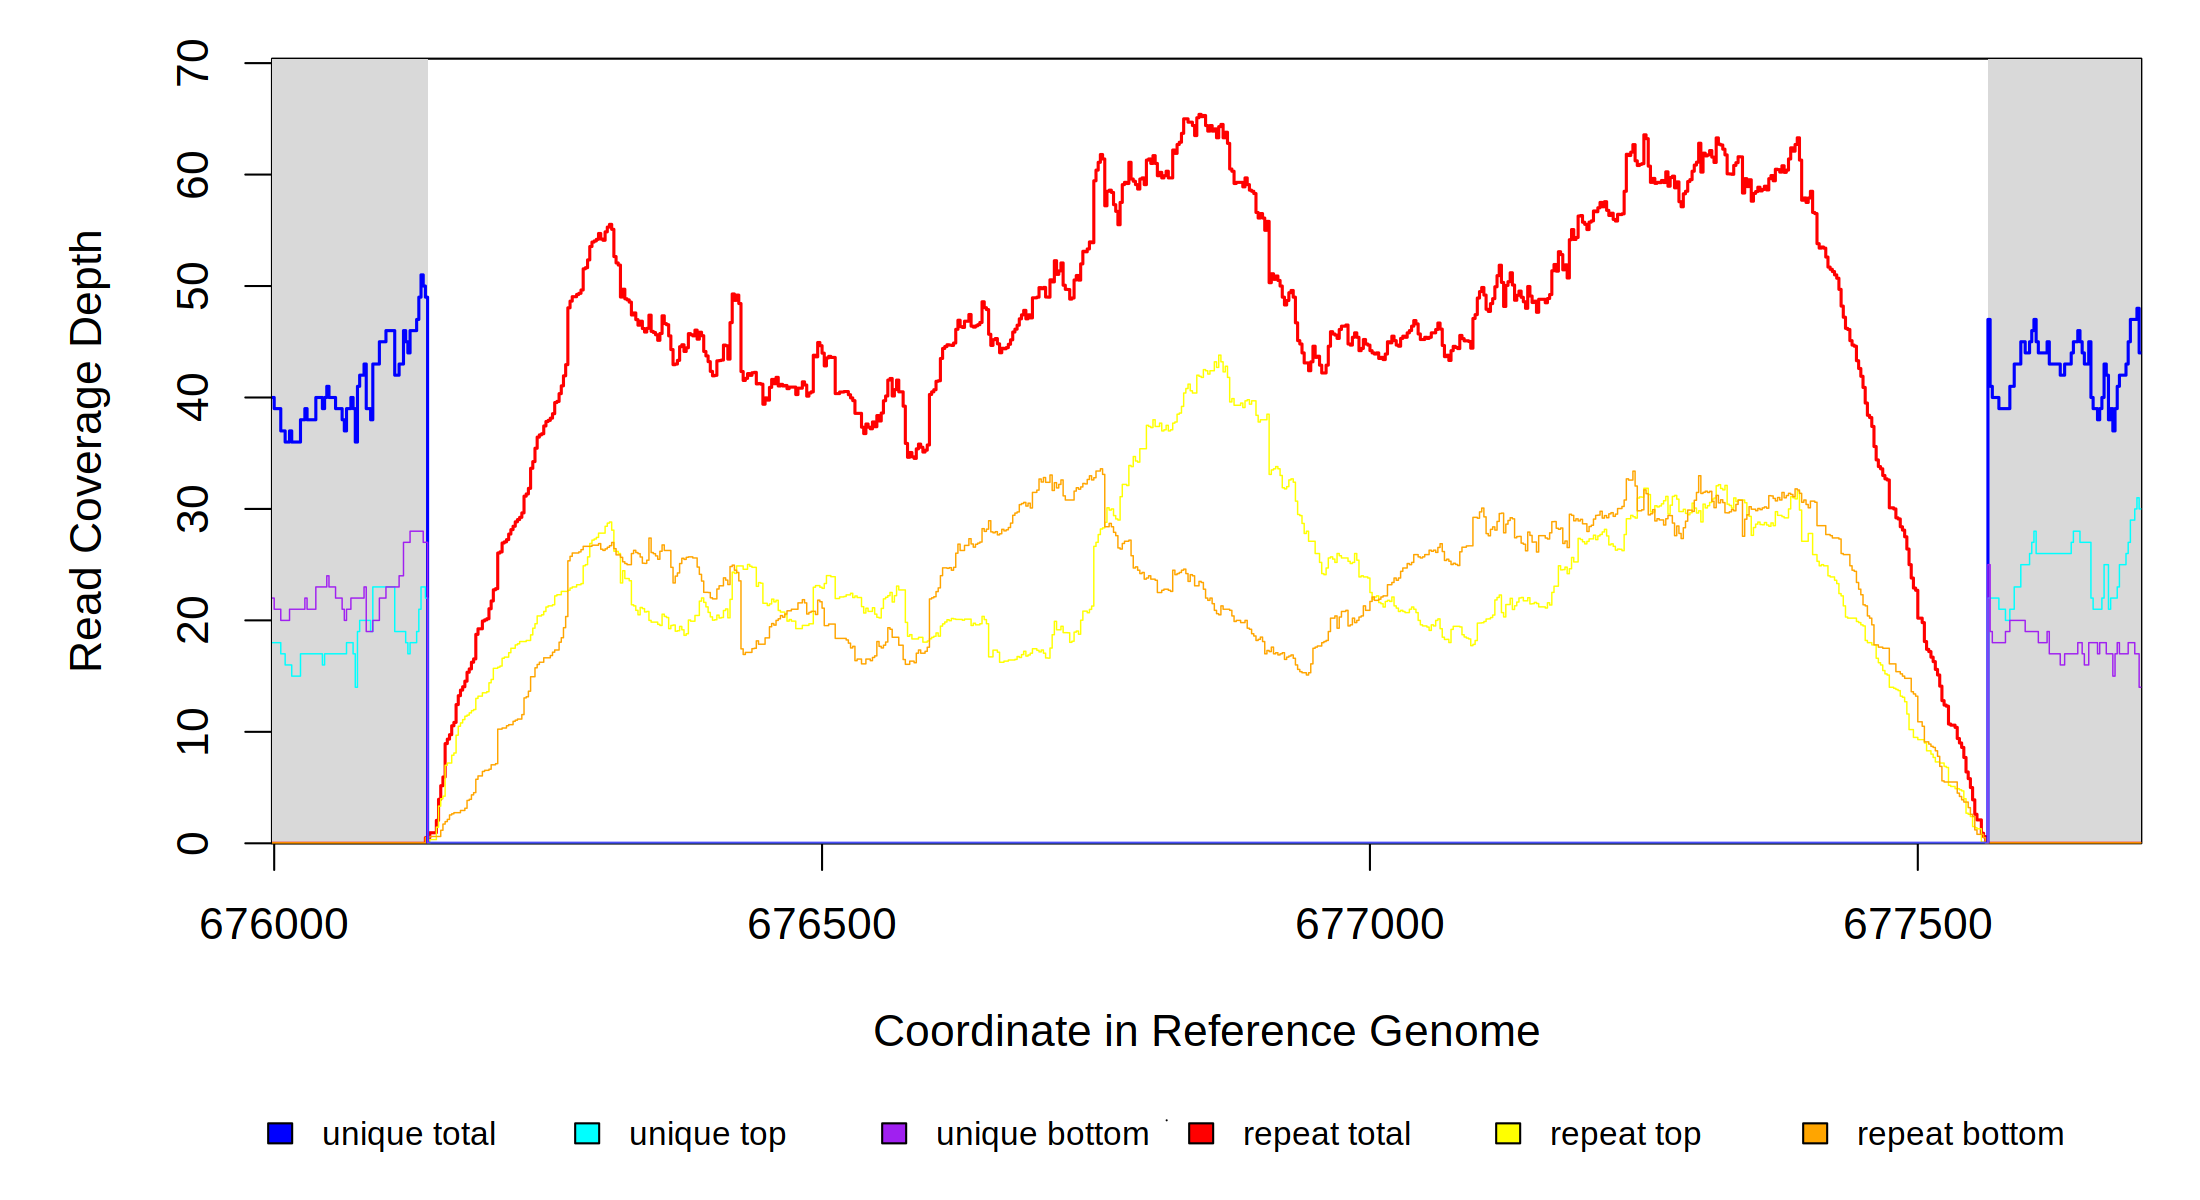 Read Coverage Depth
70
60
50
40
30
20
10
0
676000 676500 677000 677500
Coordinate in Reference Genome
unique total unique top unique bottom repeat total repeat top repeat bottom